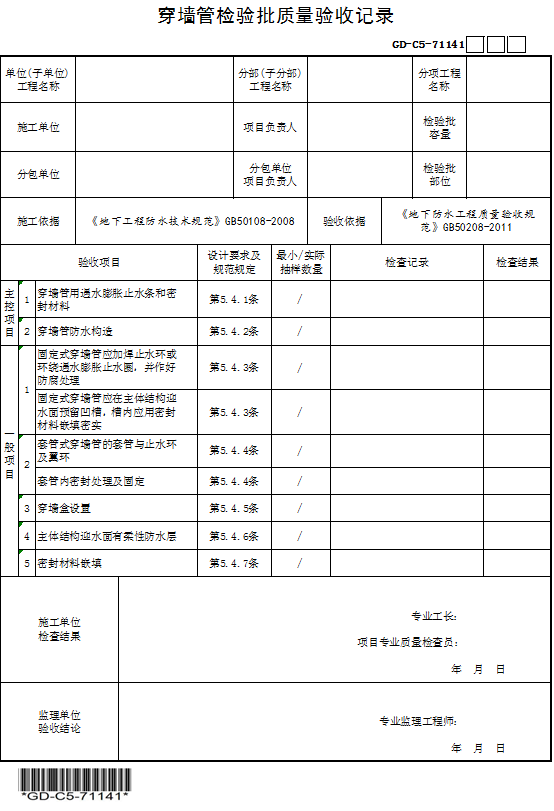 穿墙管检验批质量验收记录
GD-C5-71141
单位(子单位)
工程名称
分部(子分部)
工程名称
分项工程
名称
施工单位
项目负责人
检验批
容量
分包单位
分包单位
项目负责人
检验批
部位
施工依据
《地下工程防水技术规范》GB50108-2008
验收依据
《地下防水工程质量验收规
范》GB50208-2011
验收项目
设计要求及
规范规定
最小/实际
抽样数量
检查记录
检查结果
主控项目
1
穿墙管用遇水膨胀止水条和密
封材料
第5.4.1条
/
2
穿墙管防水构造
第5.4.2条
/
一般项目
1
固定式穿墙管应加焊止水环或
环绕遇水膨胀止水圈，并作好
防腐处理
第5.4.3条
/
固定式穿墙管应在主体结构迎
水面预留凹槽，槽内应用密封
材料嵌填密实
第5.4.3条
/
2
套管式穿墙管的套管与止水环
及翼环
第5.4.4条
/
套管内密封处理及固定
第5.4.4条
/
3
穿墙盒设置
第5.4.5条
/
4
主体结构迎水面有柔性防水层
第5.4.6条
/
5
密封材料嵌填
第5.4.7条
/
施工单位
检查结果
专业工长：
项目专业质量检查员：
年 月 日
监理单位
验收结论
专业监理工程师：
年 月 日
*GD-C5-71141*